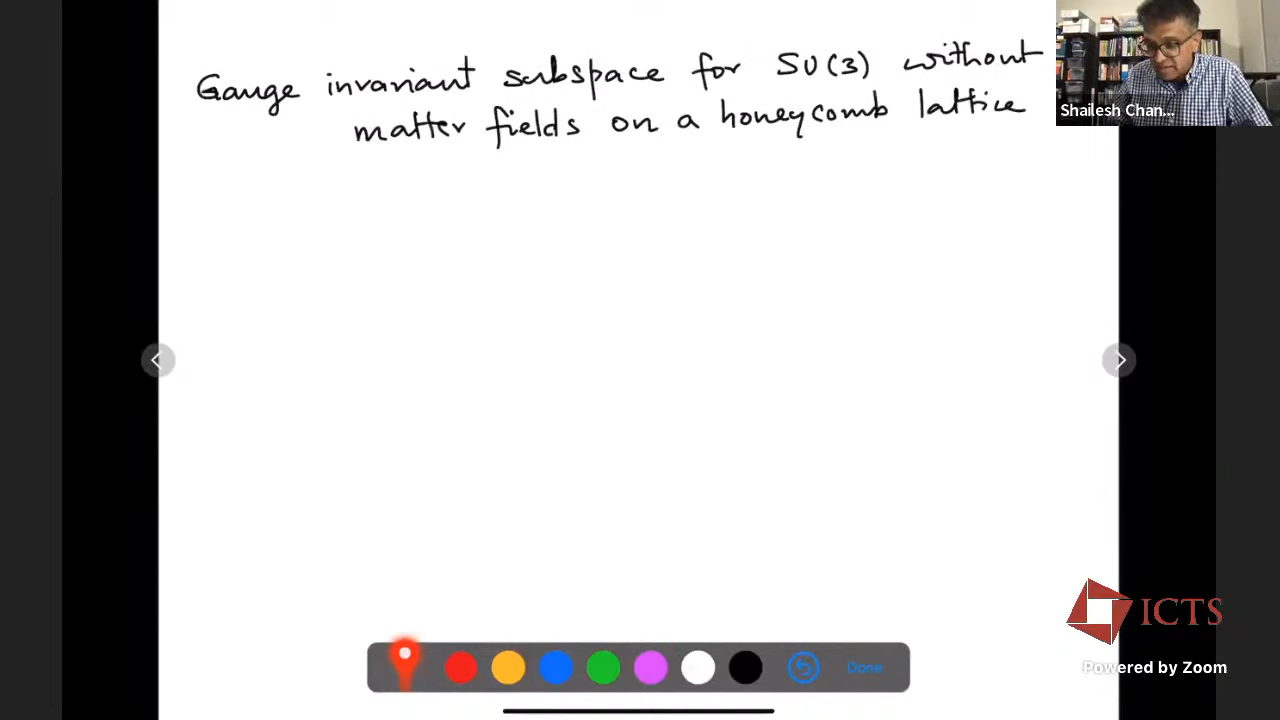 Gauge invariant subspace for SU(3) without
matter fields on a honeycomb lattice
Shailesh Chan...
Done
ICTS
Powered by Zoom